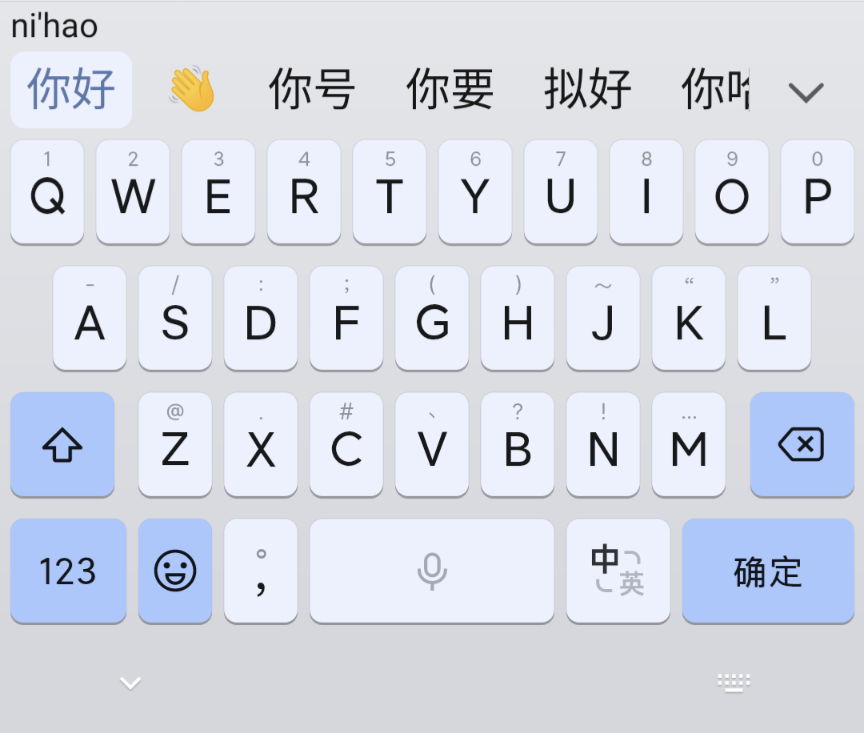 ni'hao
你好 👋 你号 你要 拟好 你哈
1 2 3 4 5 6 7 8 9 0
Q W E R T Y U I O P
- / : ; ( ) ～ “ ”
A S D F G H J K L
@ . # 、 ? ! …
Z X C V B N M
123 ° , 中 英 确定